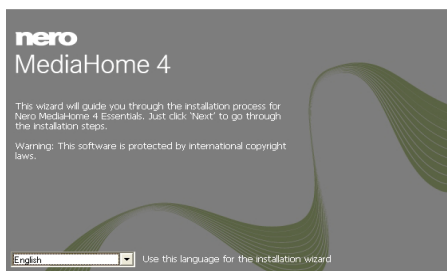 nero
MediaHome 4
This wizard will guide you through the installation process for
Nero MediaHome 4 Essentials. Just click 'Next' to go through
the installation steps.
Warning: This software is protected by international copyright
laws.
English
Use this language for the installation wizard